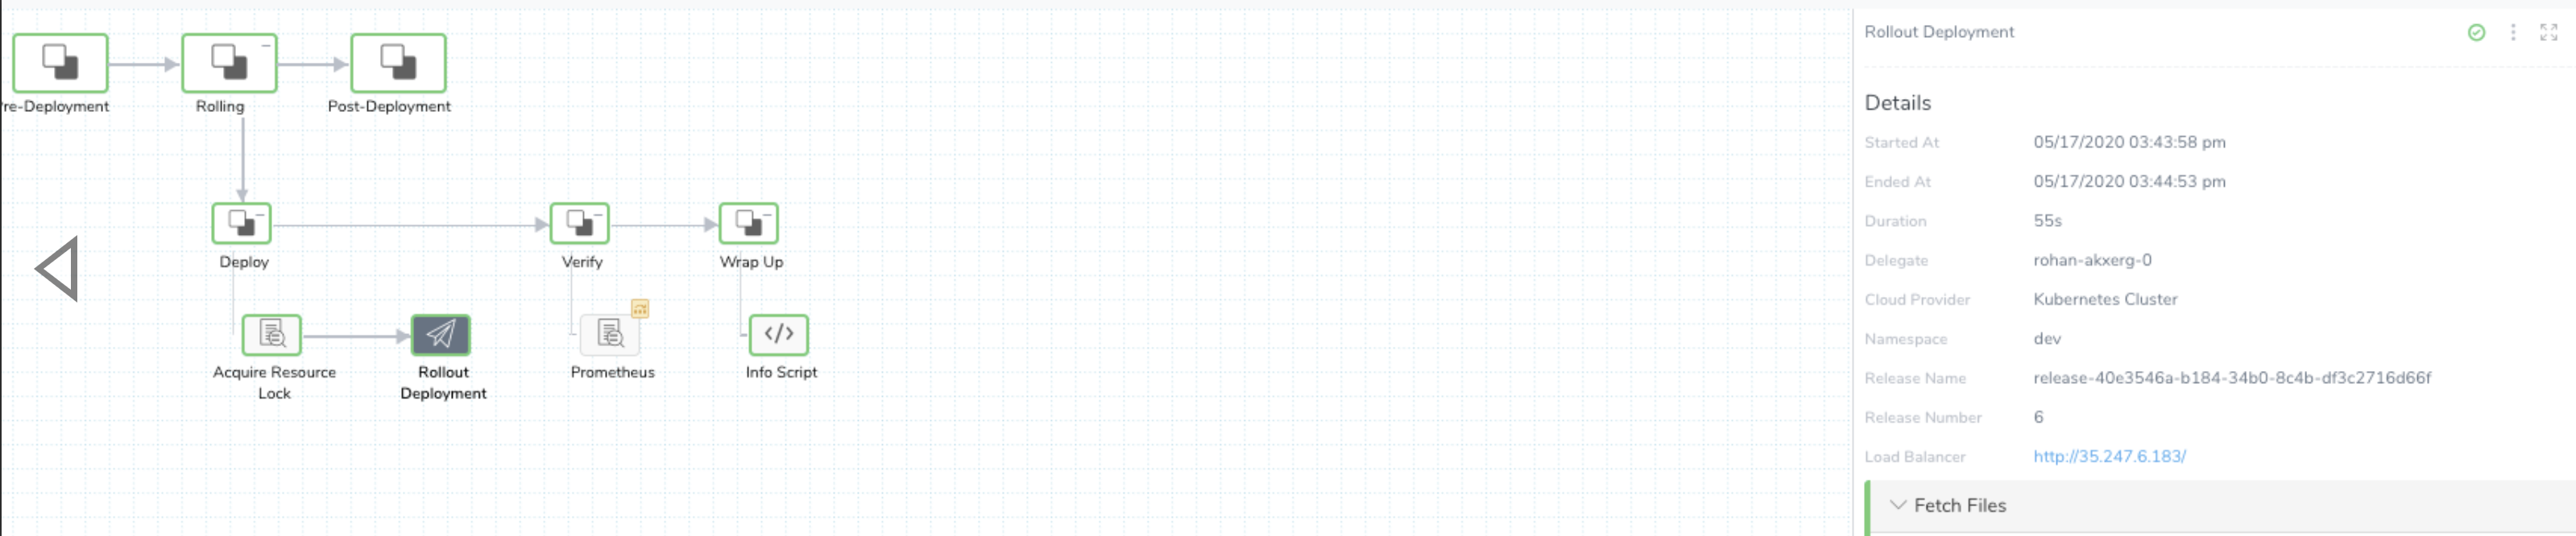 re-Deployment
Rolling
Post-Deployment
Deploy
Verify
Wrap Up
Acquire Resource
Lock
Rollout
Deployment
Prometheus
</>
Info Script
Rollout Deployment
Details
Started At 05/17/2020 03:43:58 pm
Ended At 05/17/2020 03:44:53 pm
Duration 55s
Delegate rohan-akxerg-0
Cloud Provider Kubernetes Cluster
Namespace dev
Release Name release-40e3546a-b184-34b0-8c4b-df3c2716d66f
Release Number 6
Load Balancer http://35.247.6.183/
Fetch Files